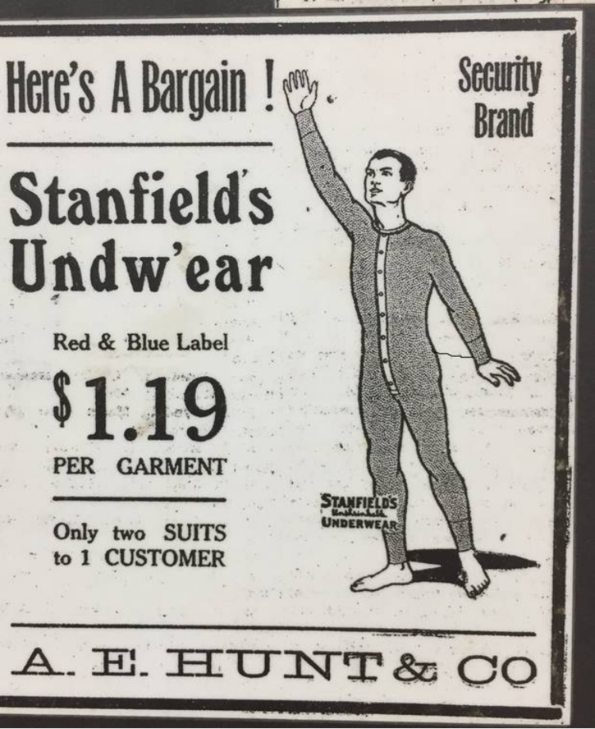 Here's A Bargain !
Security
Brand
Stanfield's
Undw'ear
Red & Blue Label
$1.19
PER GARMENT
Only two SUITS
to 1 CUSTOMER
STANFIELD'S
Unshrinkable
UNDERWEAR
A. E. HUNT & CO